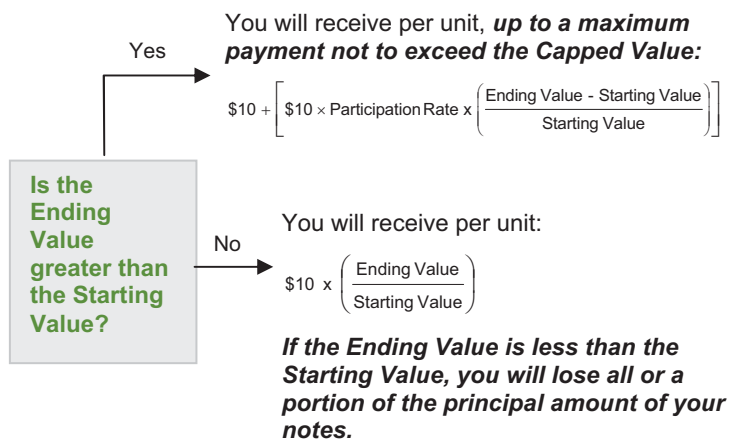 You will receive per unit, up to a maximum
payment not to exceed the Capped Value:
Yes
$10 + [ $10 × Participation Rate x ( Ending Value - Starting Value / Starting Value ) ]
Is the
Ending
Value
greater than
the Starting
Value?
No
You will receive per unit:
$10 x ( Ending Value / Starting Value )
If the Ending Value is less than the
Starting Value, you will lose all or a
portion of the principal amount of your
notes.